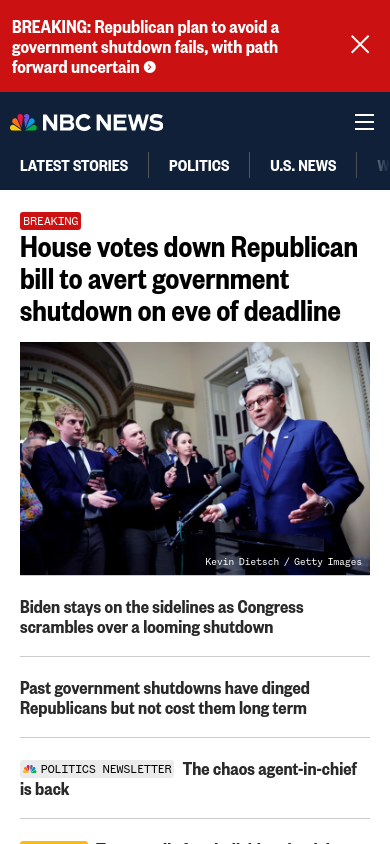 BREAKING: Republican plan to avoid a
government shutdown fails, with path
forward uncertain
NBC NEWS
LATEST STORIES
POLITICS
U.S. NEWS
BREAKING
House votes down Republican
bill to avert government
shutdown on eve of deadline
Kevin Dietsch / Getty Images
Biden stays on the sidelines as Congress
scrambles over a looming shutdown
Past government shutdowns have dinged
Republicans but not cost them long term
POLITICS NEWSLETTER The chaos agent-in-chief
is back